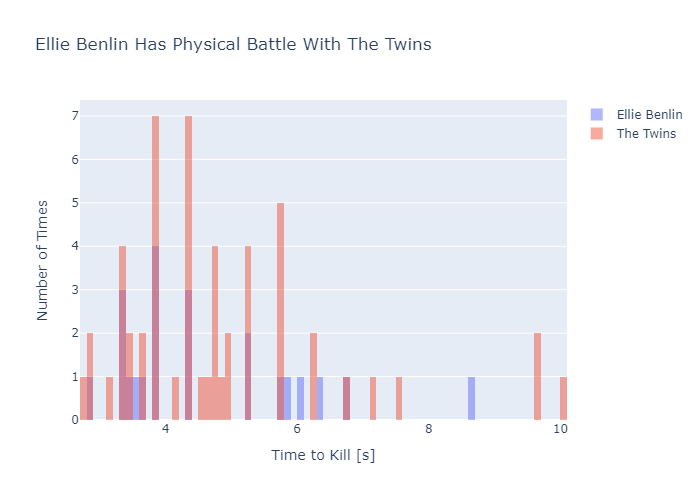 Ellie Benlin Has Physical Battle With The Twins
Ellie Benlin
The Twins
7
6
5
4
3
2
1
0
Number of Times
4
6
8
10
Time to Kill [s]